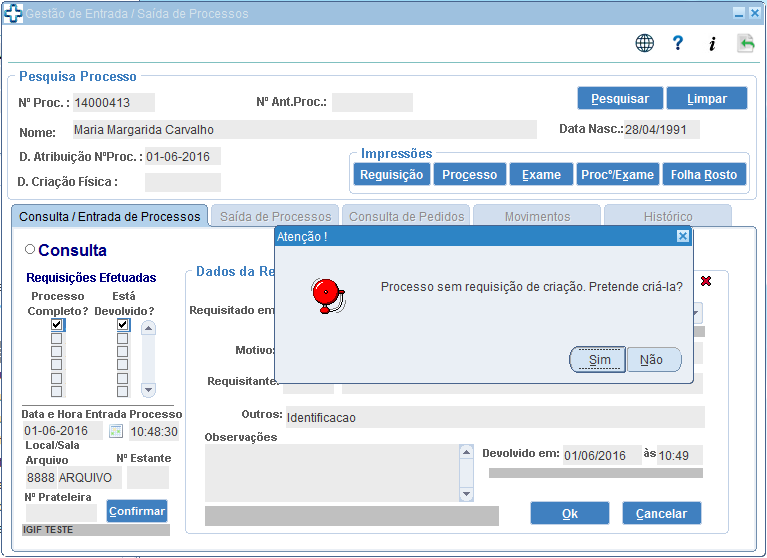 Gestão de Entrada / Saída de Processos
Pesquisa Processo
Nº Proc. : 14000413 Nº Ant.Proc.: Pesquisar Limpar
Nome: Maria Margarida Carvalho Data Nasc.: 28/04/1991
D. Atribuição NºProc. : 01-06-2016
D. Criação Física :
Impressões
Requisição Processo Exame Procº/Exame Folha Rosto
Consulta / Entrada de Processos Saída de Processos Consulta de Pedidos Movimentos Histórico
Atenção !
Processo sem requisição de criação. Pretende criá-la?
Sim Não
Consulta
Requisições Efetuadas
Processo Completo? Está Devolvido?
Data e Hora Entrada Processo
01-06-2016 10:48:30
Local/Sala Arquivo Nº Estante
8888 ARQUIVO
Nº Prateleira
Confirmar
IGIF TESTE
Dados da Re
Requisitado em
Motivo:
Requisitante:
Outros: Identificacao
Observações
Devolvido em: 01/06/2016 às 10:49
Ok Cancelar